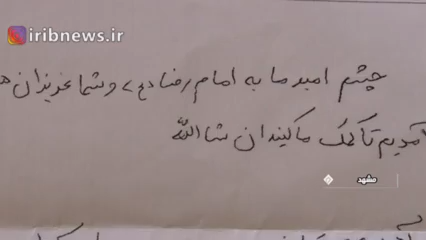 iribnews.ir
چشم امید ما به امام رضا (ع) و شما عزیزان
آمدیم تا کمک ما کنید ان شاالله
مشهد